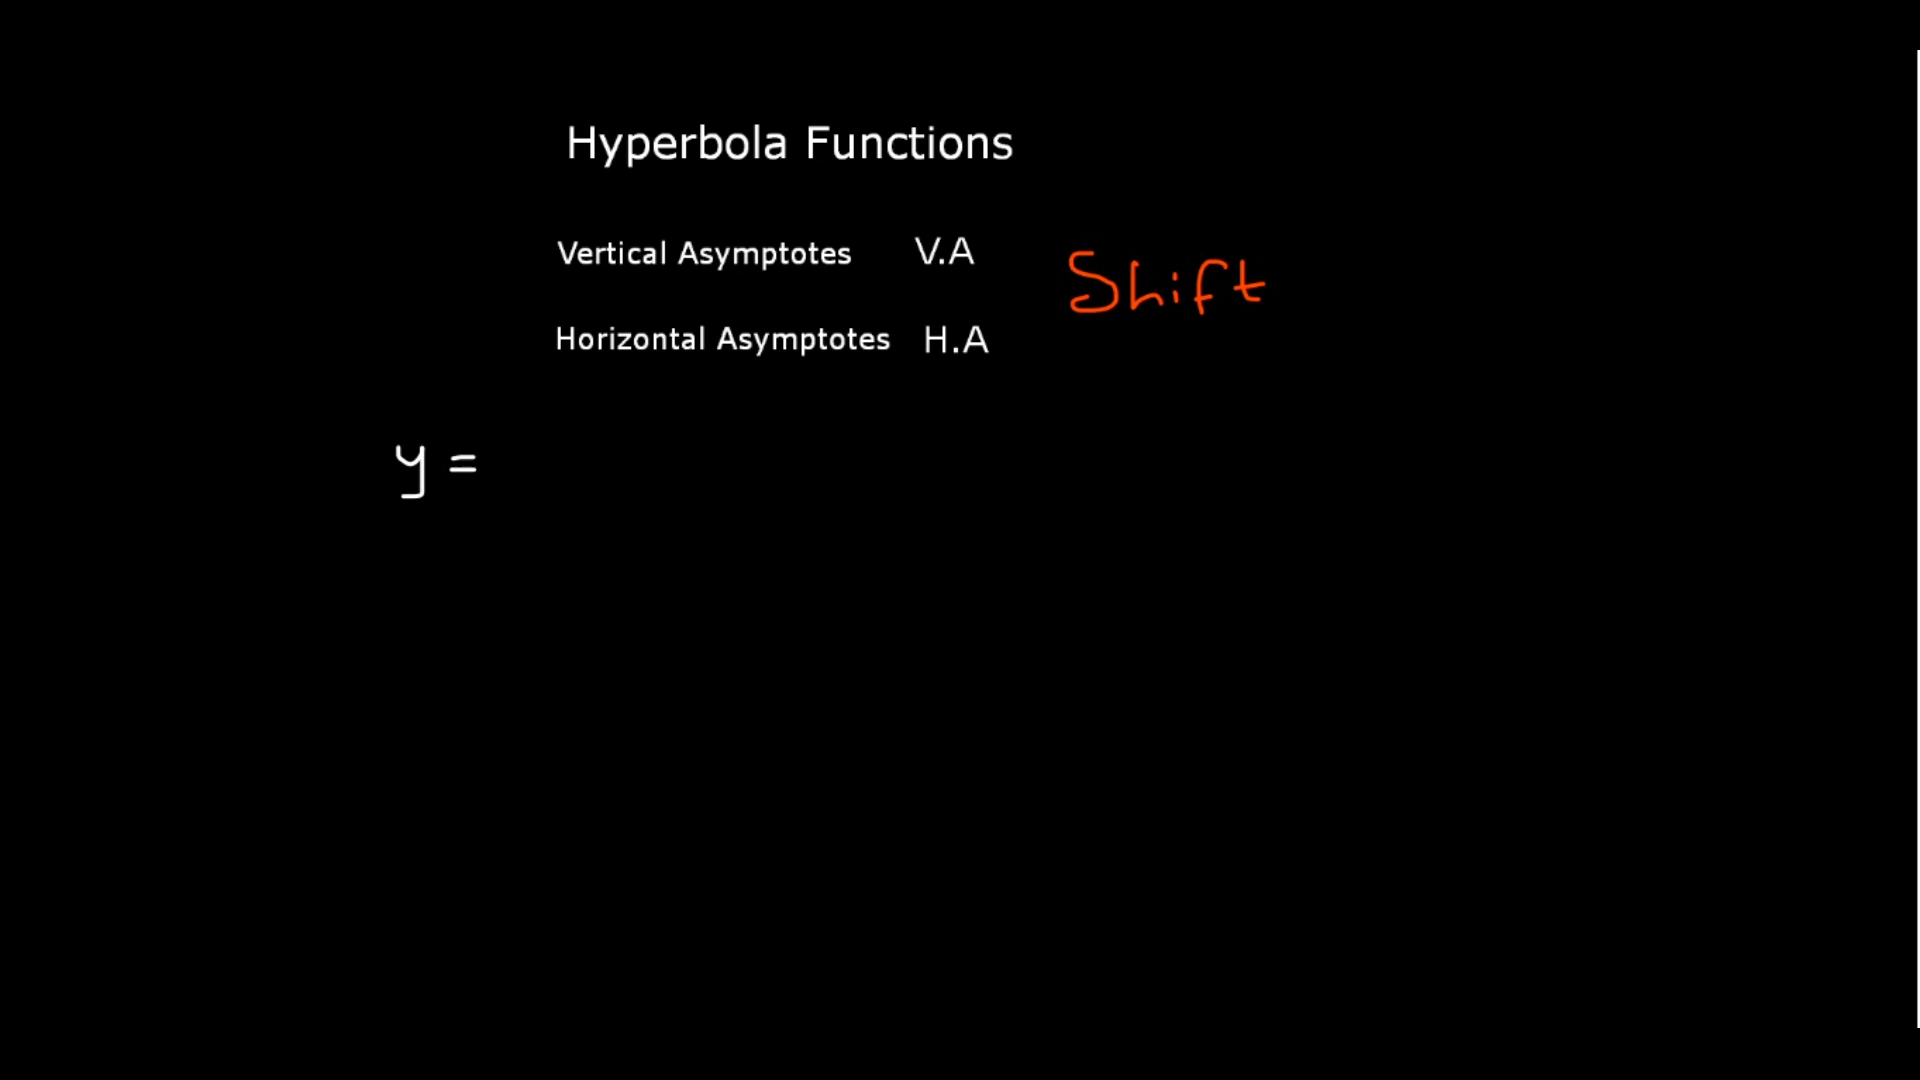 Hyperbola Functions
Vertical Asymptotes V.A
Shift
Horizontal Asymptotes H.A
y =